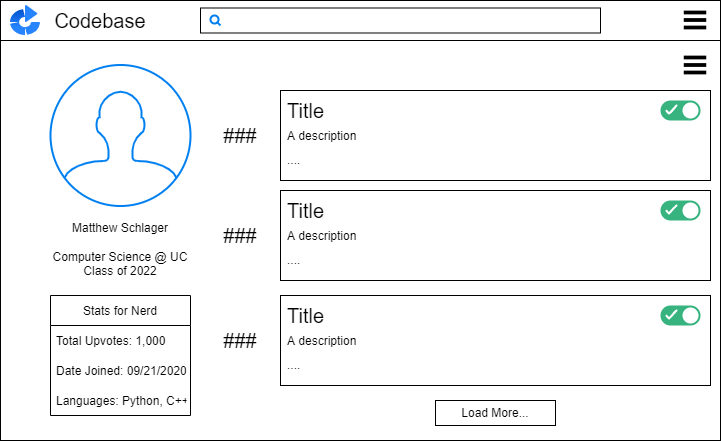 Codebase
Matthew Schlager
Computer Science @ UC
Class of 2022
Stats for Nerd
Total Upvotes: 1,000
Date Joined: 09/21/2020
Languages: Python, C++
###
Title
A description
....
###
Title
A description
....
###
Title
A description
....
Load More...